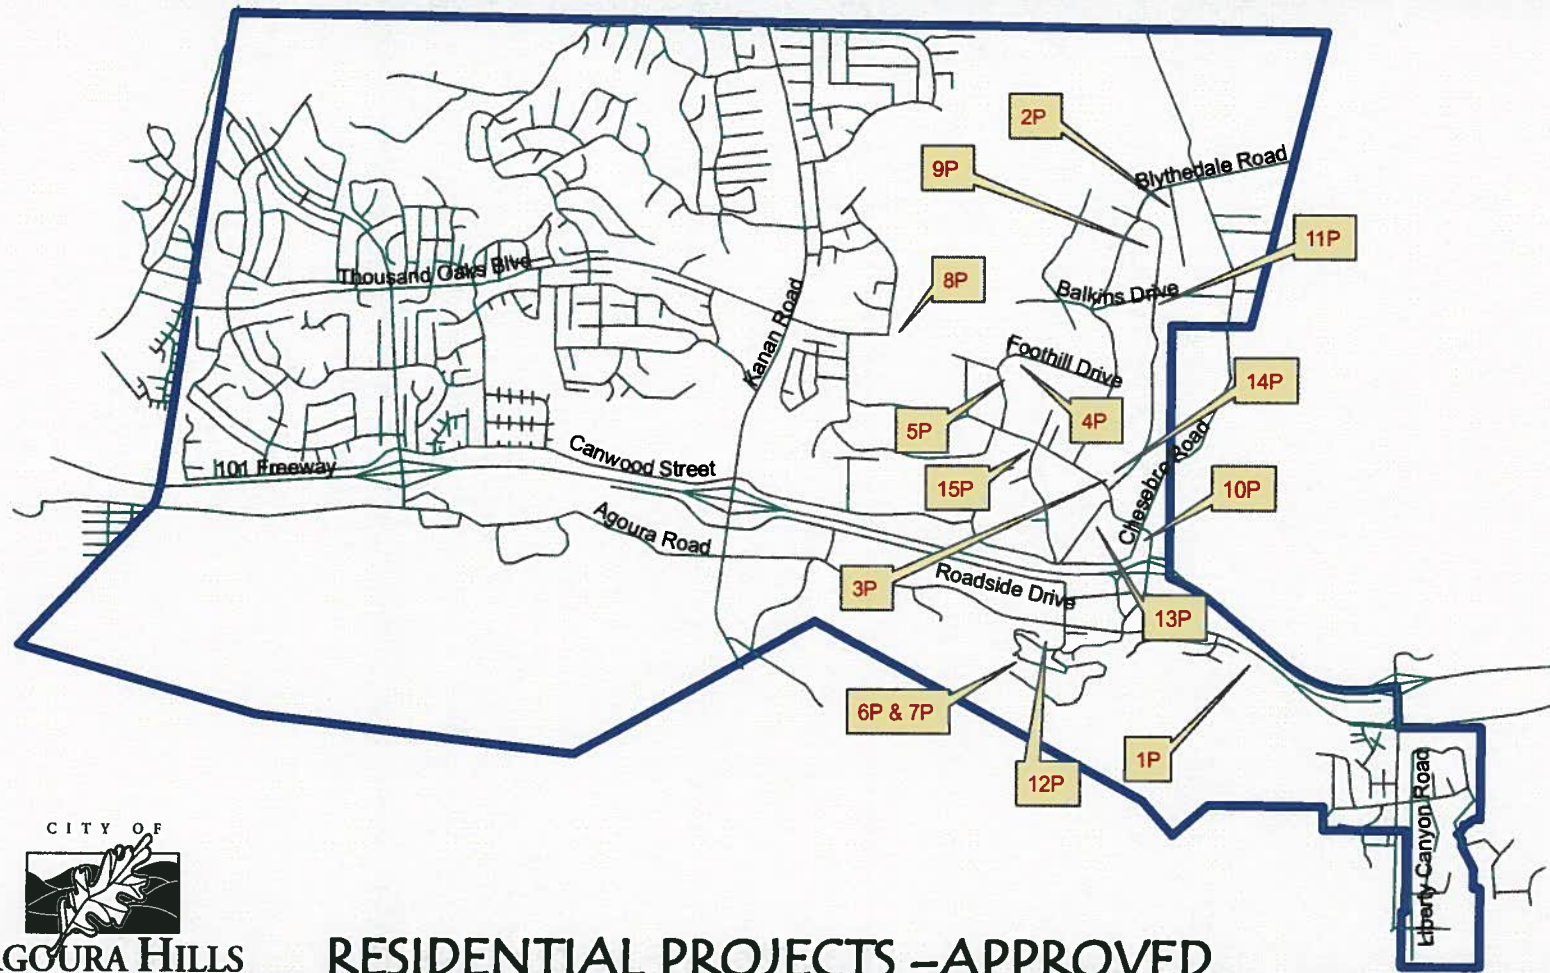 2P
Blythedale Road
9P
11P
Thousand Oaks Blvd
8P
Balkins Drive
Kanan Road
Foothill Drive
14P
5P
4P
Canwood Street
101 Freeway
15P
Chesebro Road
10P
Agoura Road
3P
Roadside Drive
13P
6P & 7P
12P
1P
Liberty Canyon Road
CITY OF
AGOURA HILLS
RESIDENTIAL PROJECTS – APPROVED